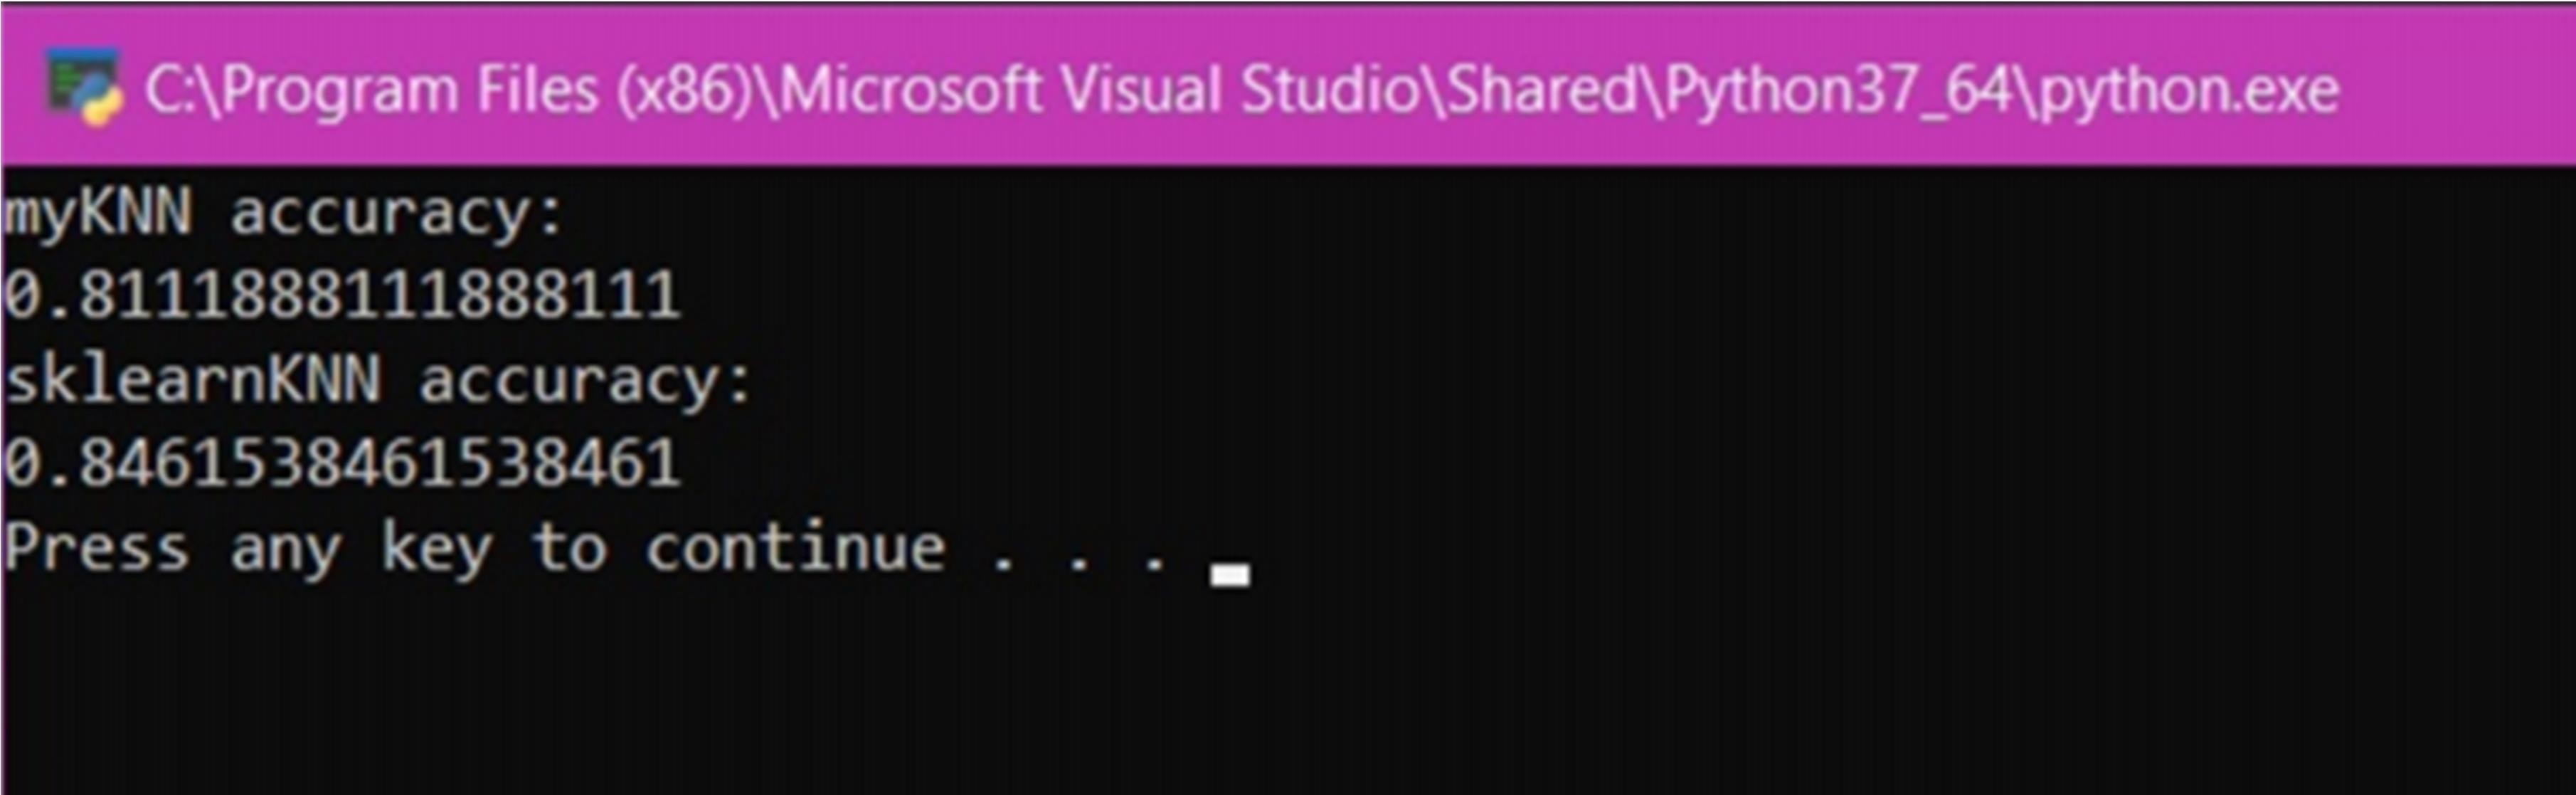 C:\Program Files (x86)\Microsoft Visual Studio\Shared\Python37_64\python.exe
myKNN accuracy:
0.8111888111888111
sklearnKNN accuracy:
0.8461538461538461
Press any key to continue . . .